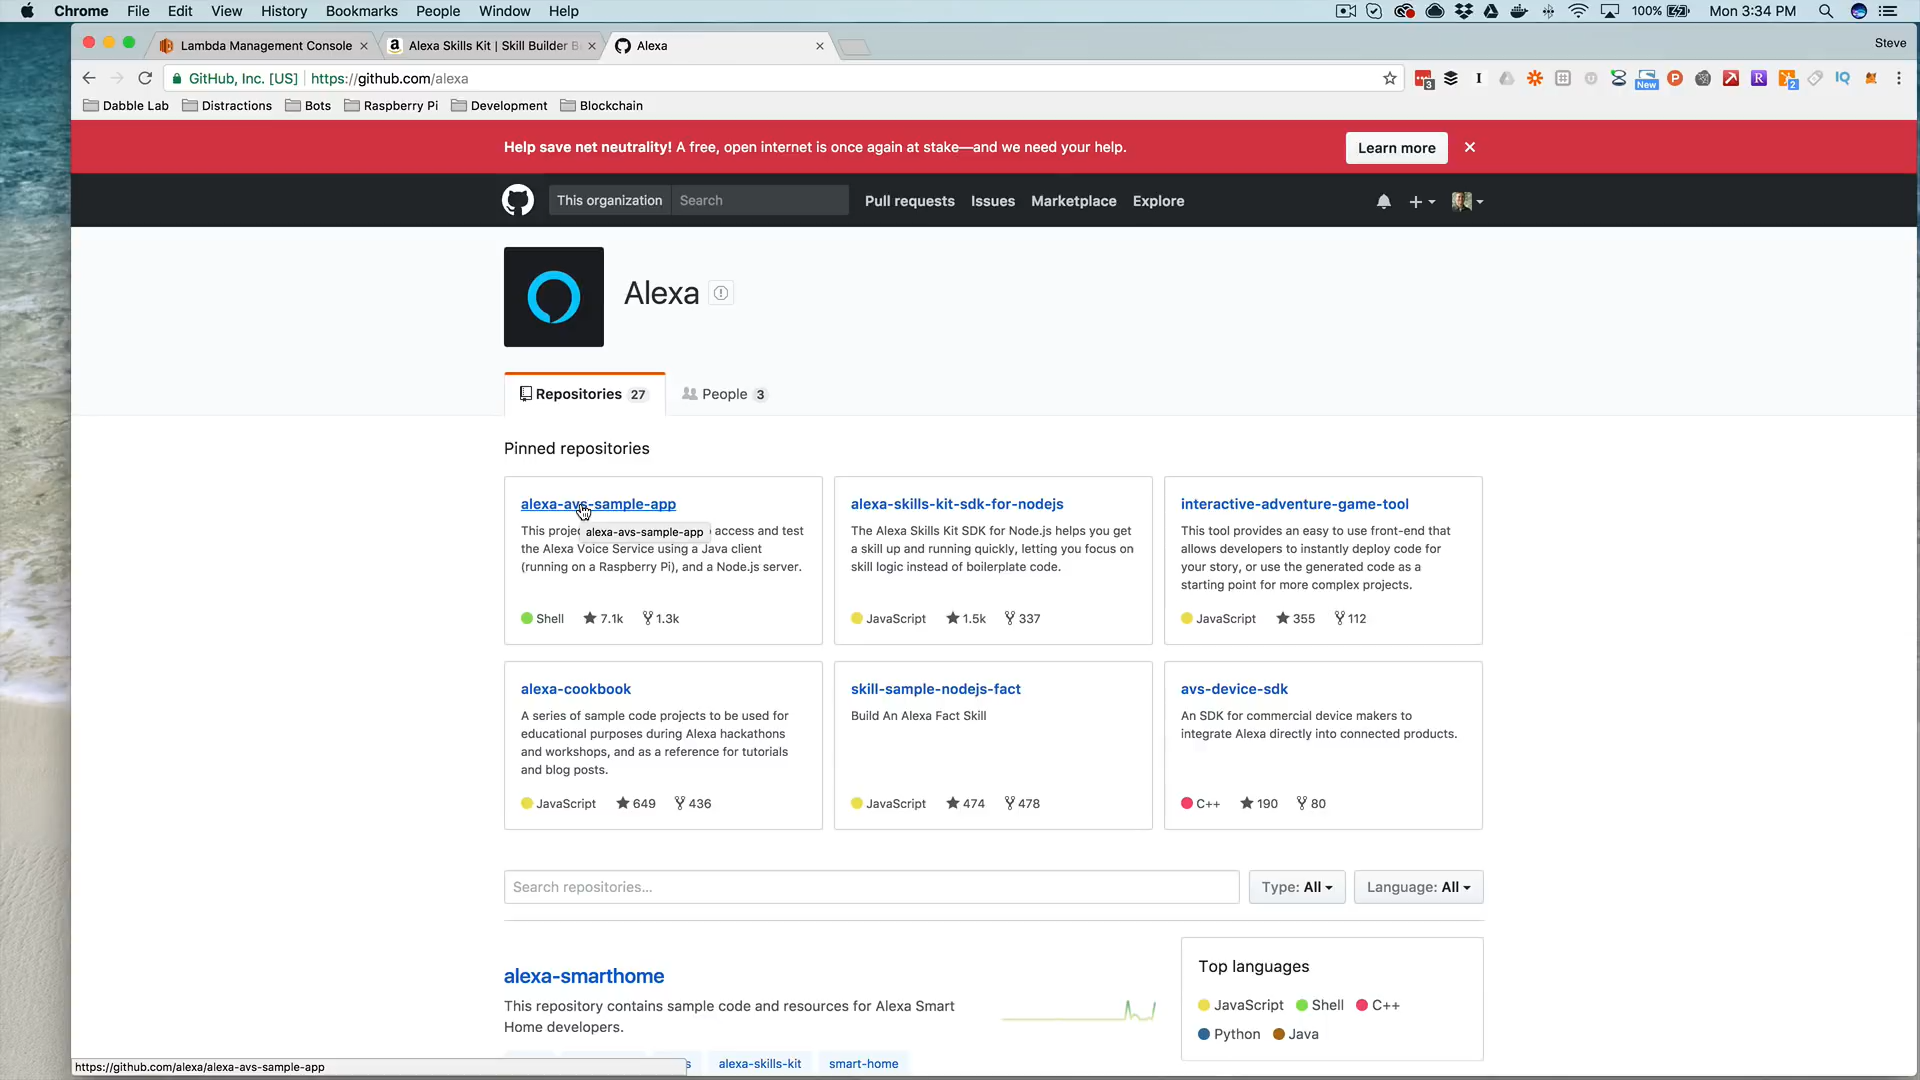 Chrome File Edit View History Bookmarks People Window Help 100% Mon 3:34 PM
Lambda Management Console Alexa Skills Kit | Skill Builder B Alexa Steve
GitHub, Inc. [US] https://github.com/alexa
3 New 2 IQ
Dabble Lab Distractions Bots Raspberry Pi Development Blockchain
Help save net neutrality! A free, open internet is once again at stake—and we need your help. Learn more
This organization Search Pull requests Issues Marketplace Explore
Alexa
Repositories 27 People 3
Pinned repositories
alexa-avs-sample-app
This proje access and test
alexa-avs-sample-app
the Alexa Voice Service using a Java client
(running on a Raspberry Pi), and a Node.js server.
Shell 7.1k 1.3k
alexa-skills-kit-sdk-for-nodejs
The Alexa Skills Kit SDK for Node.js helps you get
a skill up and running quickly, letting you focus on
skill logic instead of boilerplate code.
JavaScript 1.5k 337
interactive-adventure-game-tool
This tool provides an easy to use front-end that
allows developers to instantly deploy code for
your story, or use the generated code as a
starting point for more complex projects.
JavaScript 355 112
alexa-cookbook
A series of sample code projects to be used for
educational purposes during Alexa hackathons
and workshops, and as a reference for tutorials
and blog posts.
JavaScript 649 436
skill-sample-nodejs-fact
Build An Alexa Fact Skill
JavaScript 474 478
avs-device-sdk
An SDK for commercial device makers to
integrate Alexa directly into connected products.
C++ 190 80
Search repositories... Type: All Language: All
alexa-smarthome
This repository contains sample code and resources for Alexa Smart
Home developers.
s alexa-skills-kit smart-home
Top languages
JavaScript Shell C++
Python Java
https://github.com/alexa/alexa-avs-sample-app